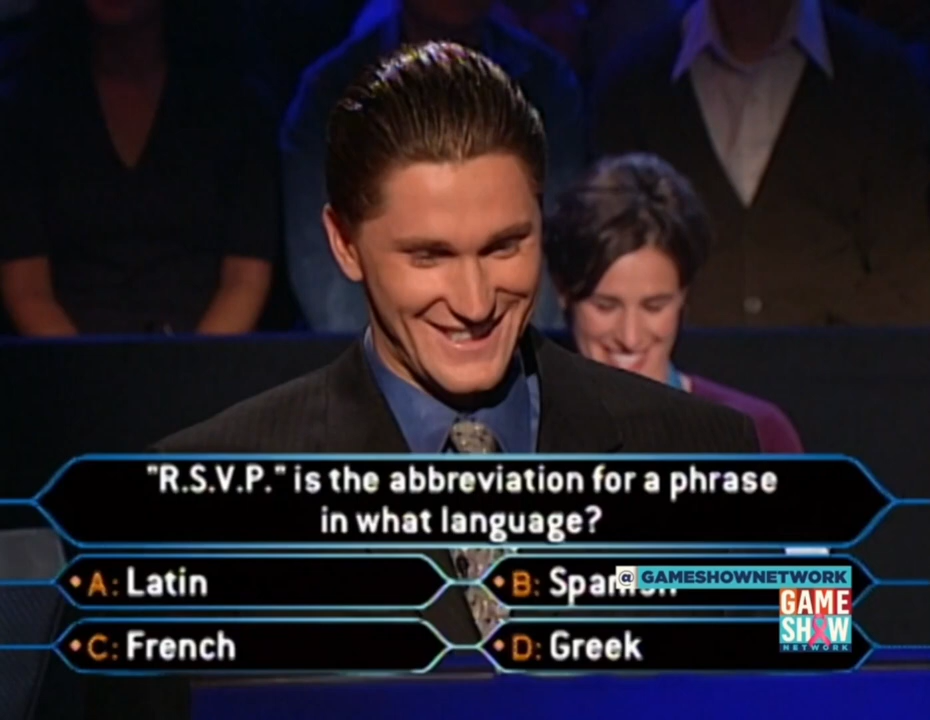 "R.S.V.P." is the abbreviation for a phrase
in what language?
A: Latin
B:
C: French
D: Greek
@GAMESHOWNETWORK
GAME
SHOW
NETWORK